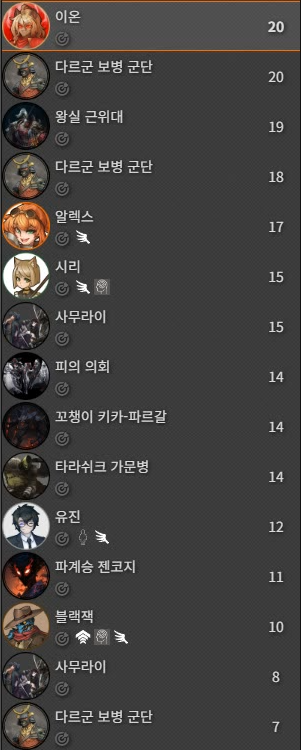 이온
20
다르군 보병 군단
20
왕실 근위대
19
다르군 보병 군단
18
알렉스
17
시리
15
사무라이
15
피의 의회
14
꼬챙이 키카-파르갈
14
타라쉬크 가문병
14
유진
12
파계승 젠코지
11
블랙잭
10
사무라이
8
다르군 보병 군단
7